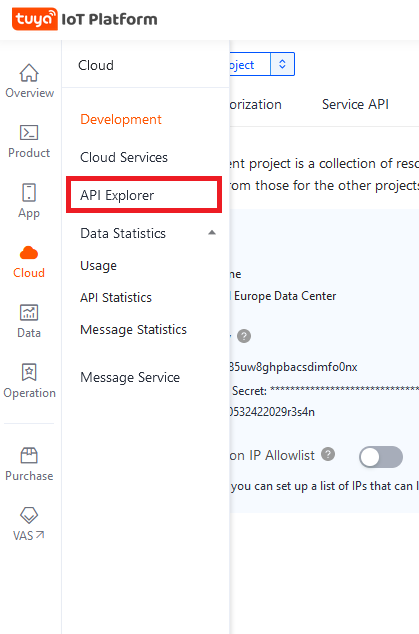 tuya IoT Platform
Overview
Product
App
Cloud
Data
Operation
Purchase
VAS
Cloud
Development
Cloud Services
API Explorer
Data Statistics
Usage
API Statistics
Message Statistics
Message Service
oject
orization Service API
ent project is a collection of reso
rom those for the other projects
me
l Europe Data Center
?
35uw8ghpbacsdimfo0nx
Secret: ********************************
0532422029r3s4n
on IP Allowlist ?
you can set up a list of IPs that can